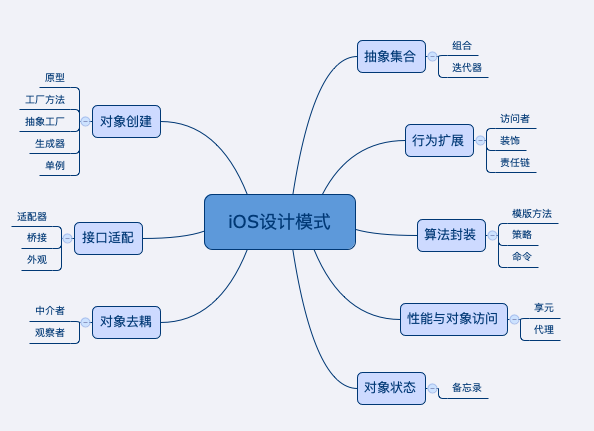 iOS设计模式
对象创建
原型
工厂方法
抽象工厂
生成器
单例
接口适配
适配器
桥接
外观
对象去耦
中介者
观察者
抽象集合
组合
迭代器
行为扩展
访问者
装饰
责任链
算法封装
模版方法
策略
命令
性能与对象访问
享元
代理
对象状态
备忘录